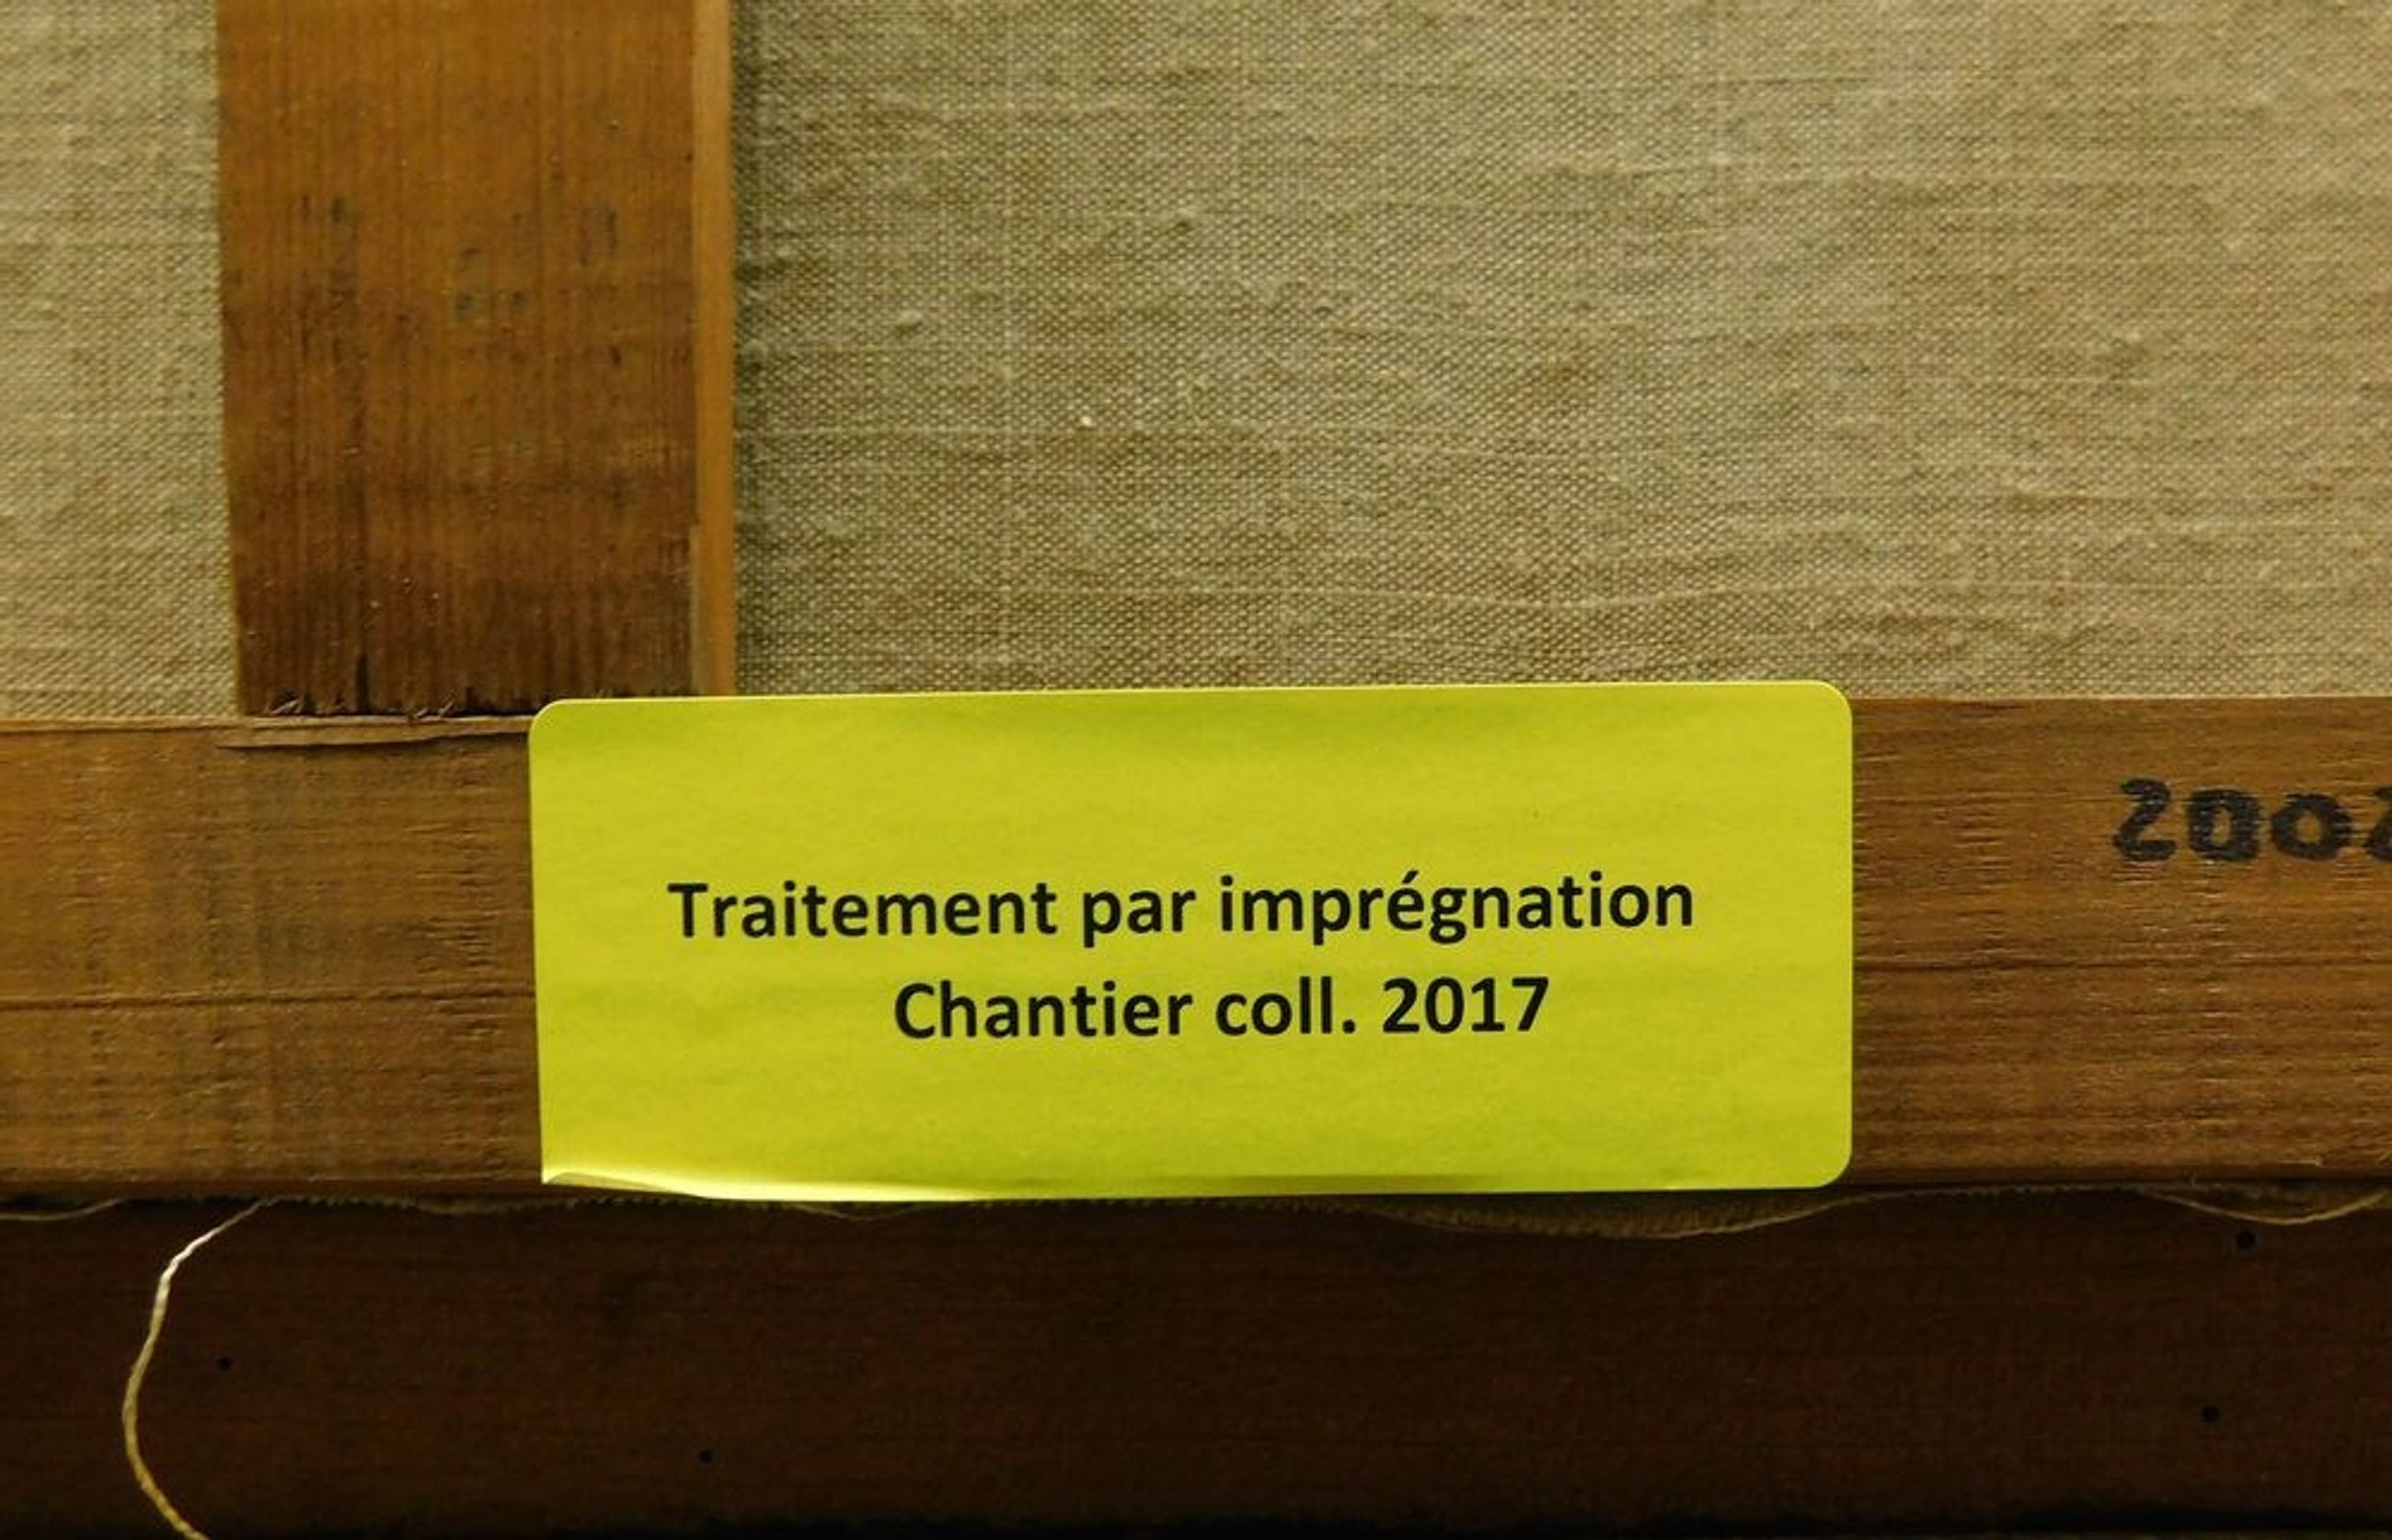 Traitement par imprégnation
Chantier coll. 2017